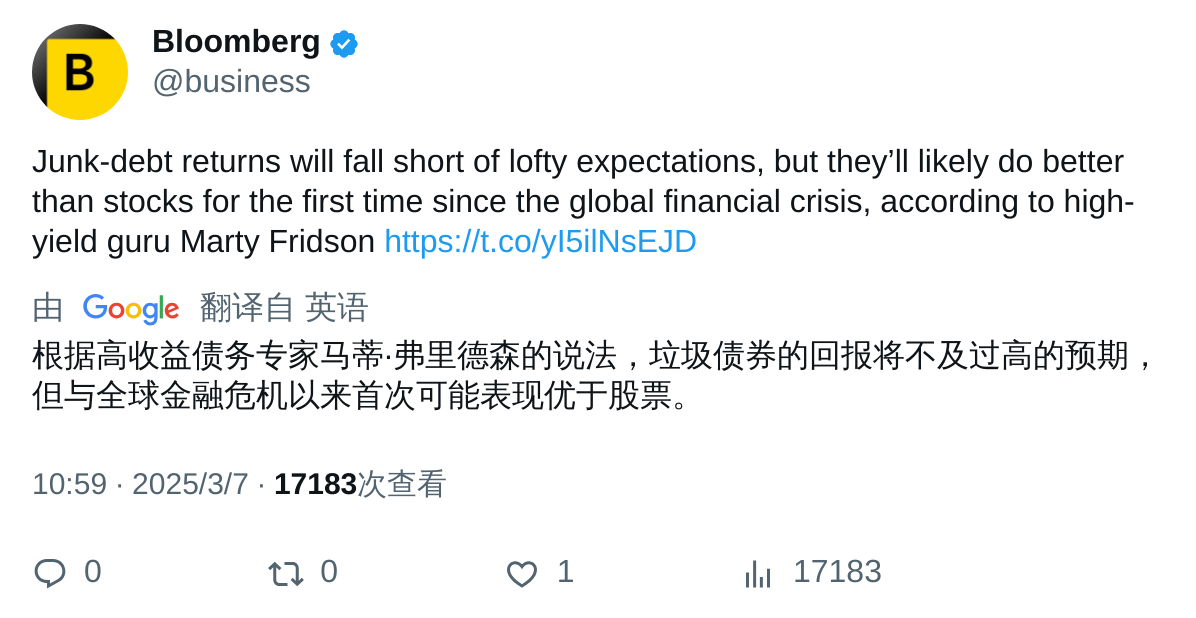 B
Bloomberg
@business
Junk-debt returns will fall short of lofty expectations, but they’ll likely do better
than stocks for the first time since the global financial crisis, according to high-
yield guru Marty Fridson https://t.co/yI5ilNsEJD
由 Google 翻译自 英语
根据高收益债务专家马蒂·弗里德森的说法，垃圾债券的回报将不及过高的预期，
但与全球金融危机以来首次可能表现优于股票。
10:59 · 2025/3/7 · 17183次查看
0 0 1 17183